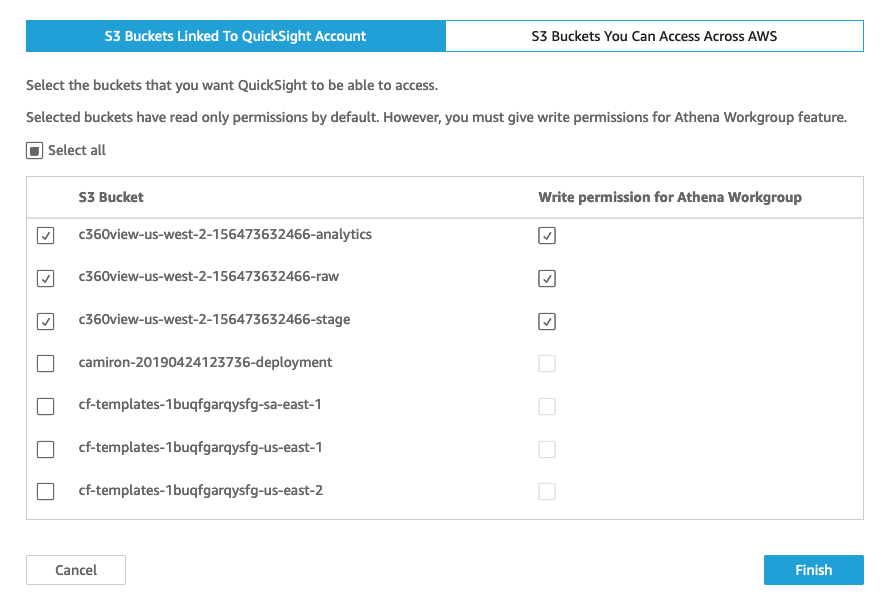 S3 Buckets Linked To QuickSight Account
S3 Buckets You Can Access Across AWS
Select the buckets that you want QuickSight to be able to access.
Selected buckets have read only permissions by default. However, you must give write permissions for Athena Workgroup feature.
Select all
S3 Bucket
Write permission for Athena Workgroup
c360view-us-west-2-156473632466-analytics
c360view-us-west-2-156473632466-raw
c360view-us-west-2-156473632466-stage
camiron-20190424123736-deployment
cf-templates-1buqfgarqysfg-sa-east-1
cf-templates-1buqfgarqysfg-us-east-1
cf-templates-1buqfgarqysfg-us-east-2
Cancel
Finish